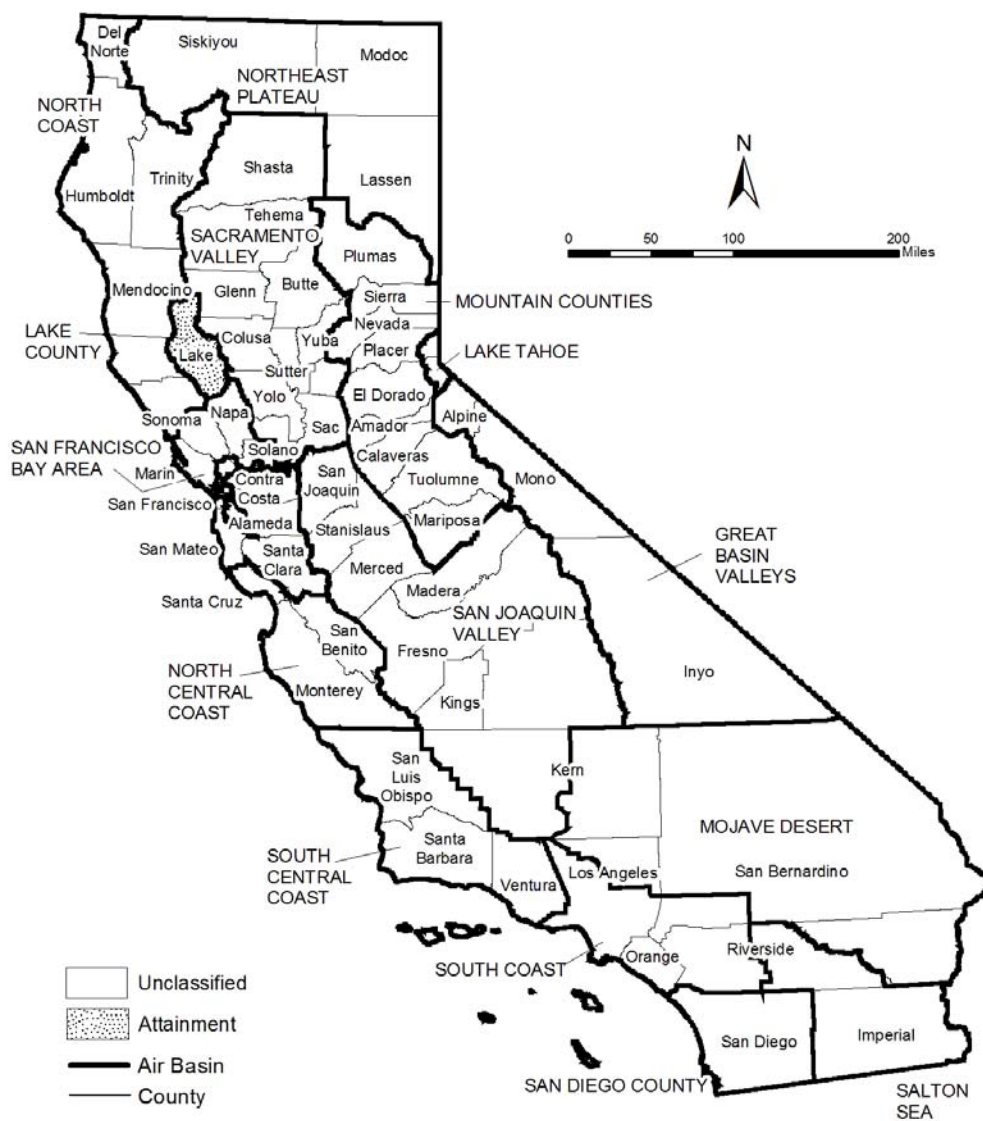 Del
Norte
Siskiyou
Modoc
NORTHEAST
PLATEAU
NORTH
COAST
Shasta
Lassen
Trinity
Humboldt
Tehema
SACRAMENTO
VALLEY
Plumas
Mendocino
Glenn
Butte
Sierra
MOUNTAIN COUNTIES
Nevada
LAKE
COUNTY
Lake
Colusa
Yuba
Placer
LAKE TAHOE
Sutter
Yolo
El Dorado
Alpine
Sonoma
Napa
Sac
Amador
SAN FRANCISCO
BAY AREA
Solano
Calaveras
Marin
Contra
Costa
San
Joaquin
Tuolumne
Mono
San Francisco
Alameda
Stanislaus
Mariposa
San Mateo
Santa
Clara
Merced
GREAT
BASIN
VALLEYS
Santa Cruz
Madera
SAN JOAQUIN
VALLEY
San
Benito
Fresno
Inyo
NORTH
CENTRAL
COAST
Monterey
Kings
San
Luis
Obispo
Kern
MOJAVE DESERT
SOUTH
CENTRAL
COAST
Santa
Barbara
Ventura
Los Angeles
San Bernardino
SOUTH COAST
Orange
Riverside
San Diego
Imperial
SAN DIEGO COUNTY
SALTON
SEA
N
0 50 100 200
Miles
Unclassified
Attainment
Air Basin
County